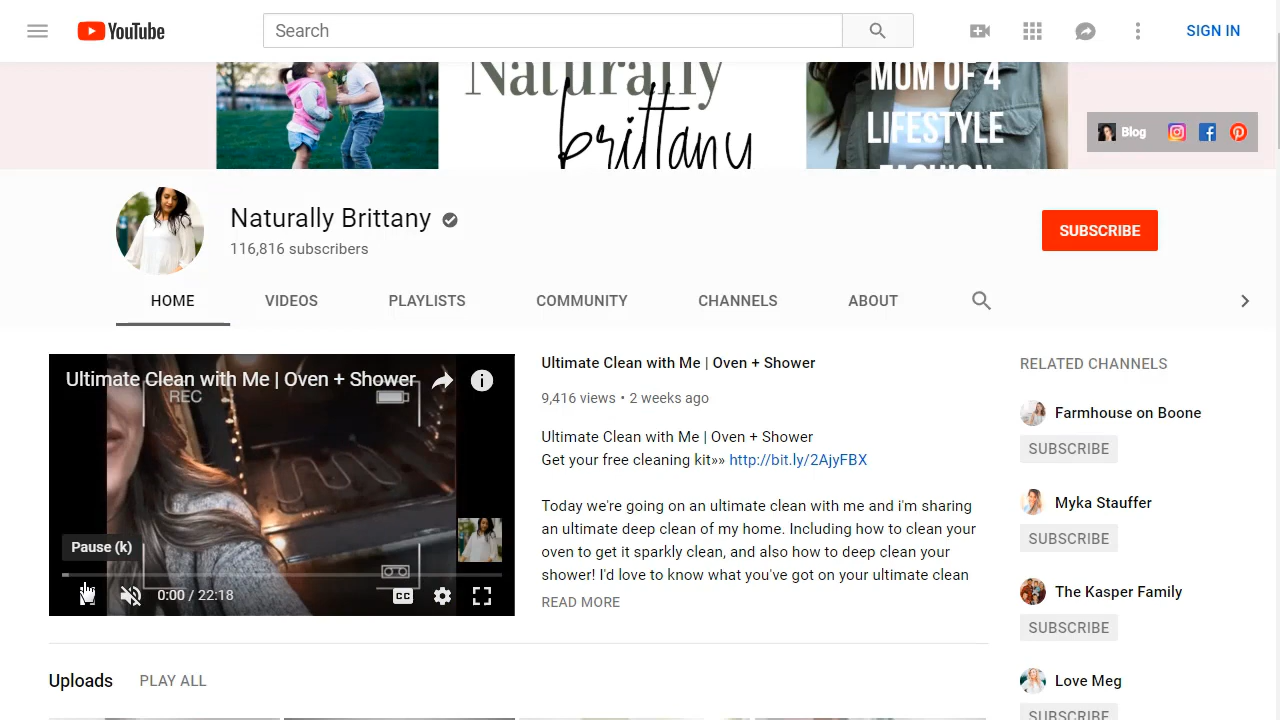 YouTube
Search
SIGN IN
Naturally
brittany
MOM OF 4
LIFESTYLE
FASHION
Blog
Naturally Brittany
116,816 subscribers
SUBSCRIBE
HOME
VIDEOS
PLAYLISTS
COMMUNITY
CHANNELS
ABOUT
Ultimate Clean with Me | Oven + Shower
REC
Pause (k)
0:00 / 22:18
CC
Ultimate Clean with Me | Oven + Shower
9,416 views • 2 weeks ago
Ultimate Clean with Me | Oven + Shower
Get your free cleaning kit»» http://bit.ly/2AjyFBX
Today we're going on an ultimate clean with me and i'm sharing
an ultimate deep clean of my home. Including how to clean your
oven to get it sparkly clean, and also how to deep clean your
shower! I'd love to know what you've got on your ultimate clean
READ MORE
RELATED CHANNELS
Farmhouse on Boone
SUBSCRIBE
Myka Stauffer
SUBSCRIBE
The Kasper Family
SUBSCRIBE
Love Meg
SUBSCRIBE
Uploads
PLAY ALL